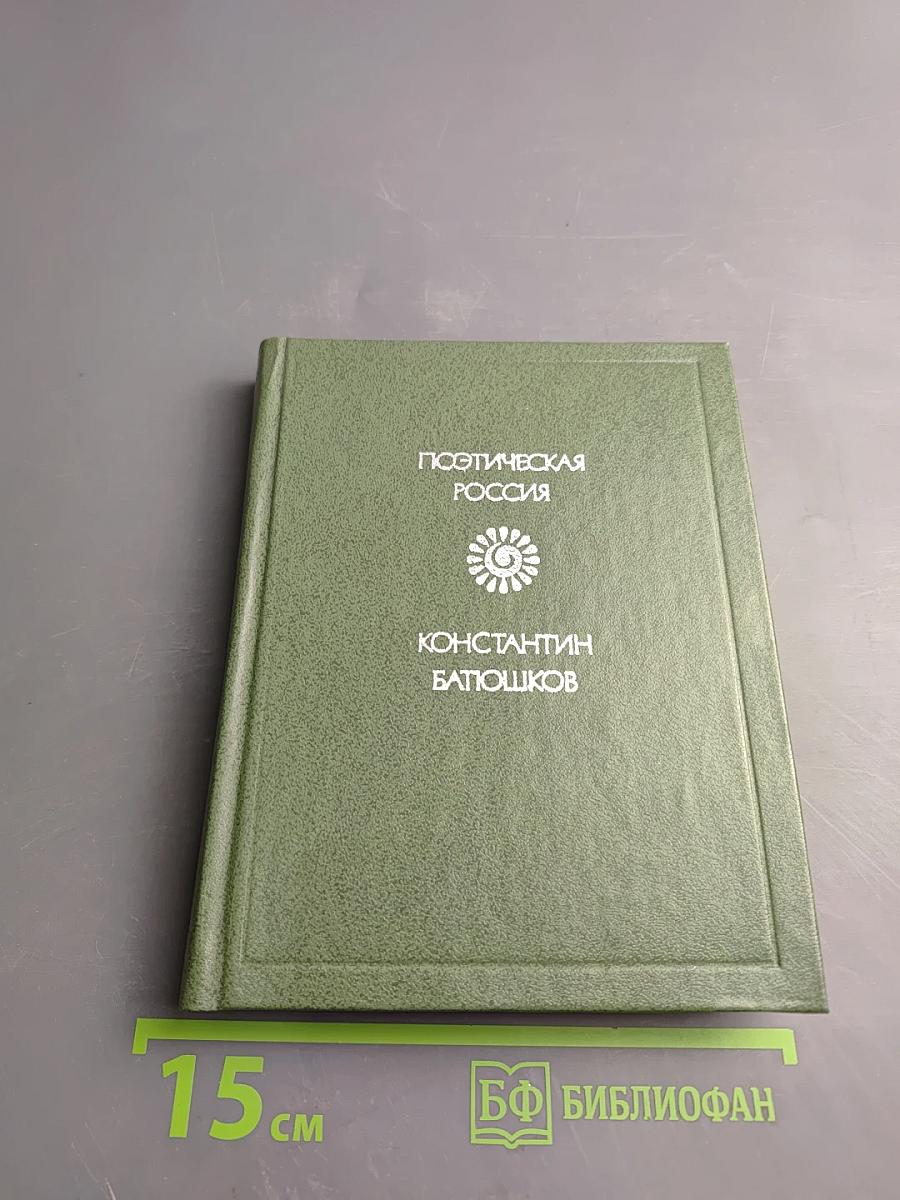 ПОЭТИЧЕСКАЯ
РОССИЯ
КОНСТАНТИН
БАТЮШКОВ
15 см
БФ БИБЛИОФАН